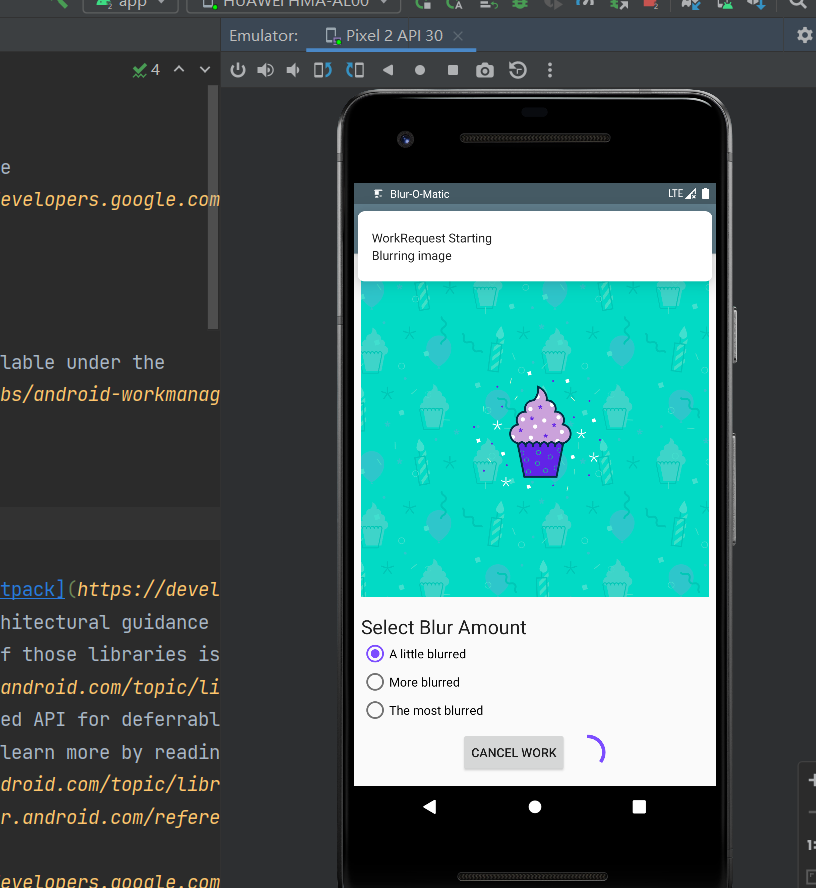 app
HUAWEI HMA-AL00
Emulator:
Pixel 2 API 30
4
e
evelopers.google.com
lable under the
bs/android-workmanag
tpack](https://devel
hitectural guidance
f those libraries is
android.com/topic/li
ed API for deferrabl
learn more by readin
droid.com/topic/libr
r.android.com/refere
evelopers.google.com
Blur-O-Matic
LTE
WorkRequest Starting
Blurring image
Select Blur Amount
A little blurred
More blurred
The most blurred
CANCEL WORK